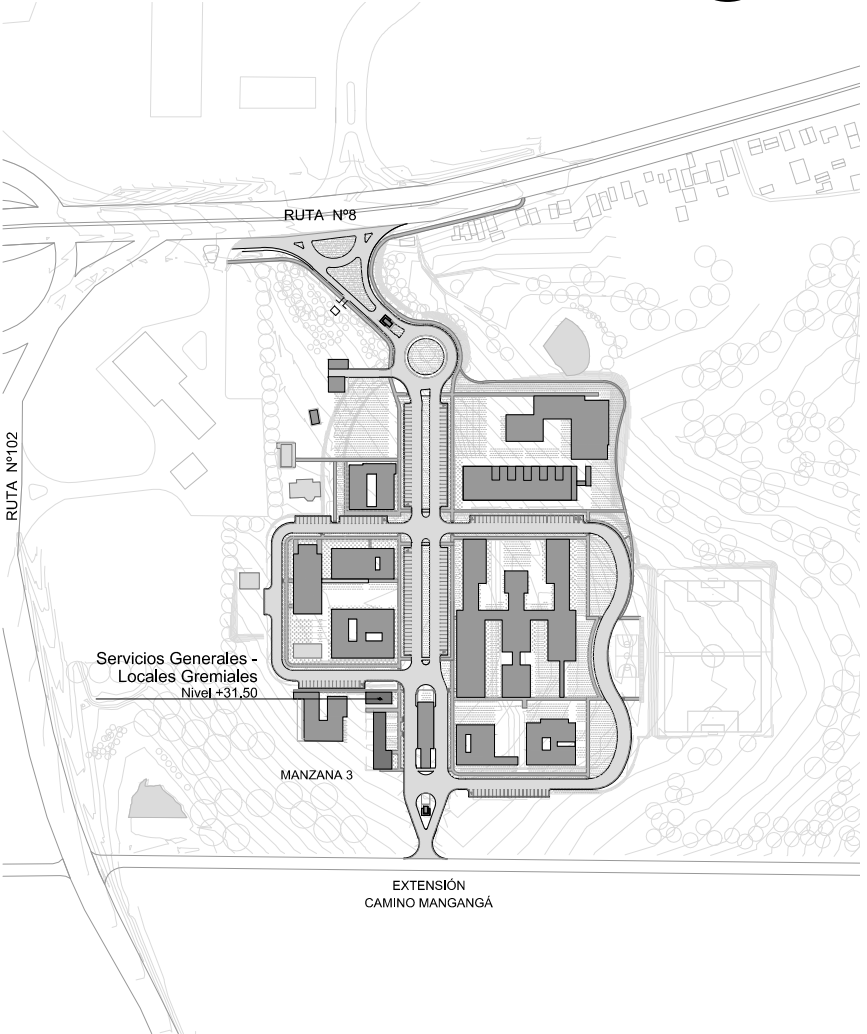 RUTA Nº8
RUTA Nº102
Servicios Generales -
Locales Gremiales
Nivel +31,50
MANZANA 3
EXTENSIÓN
CAMINO MANGANGÁ